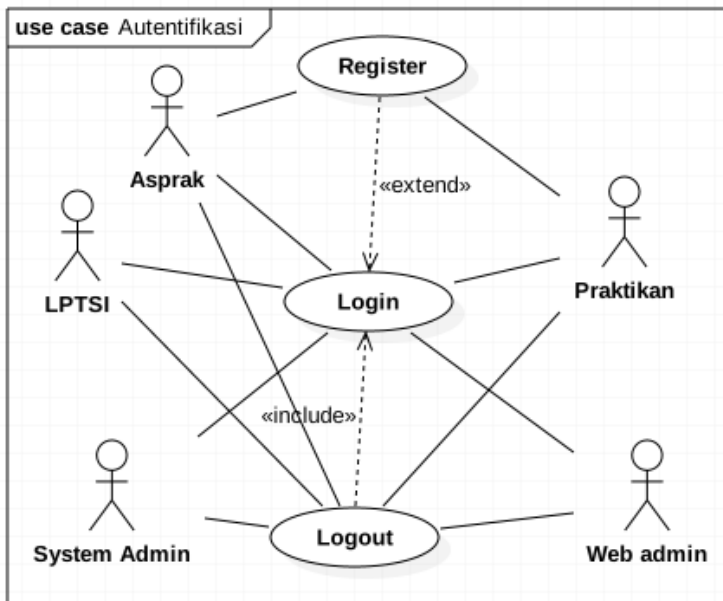 use case Autentifikasi
Register
Asprak
«extend»
LPTSI
Login
Praktikan
«include»
System Admin
Logout
Web admin